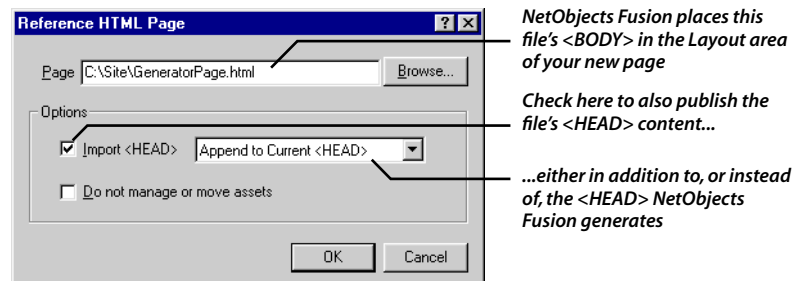 Reference HTML Page
Page C:\Site\GeneratorPage.html Browse...
Options
Import <HEAD> Append to Current <HEAD>
Do not manage or move assets
OK Cancel
NetObjects Fusion places this
file's <BODY> in the Layout area
of your new page
Check here to also publish the
file's <HEAD> content...
...either in addition to, or instead
of, the <HEAD> NetObjects
Fusion generates